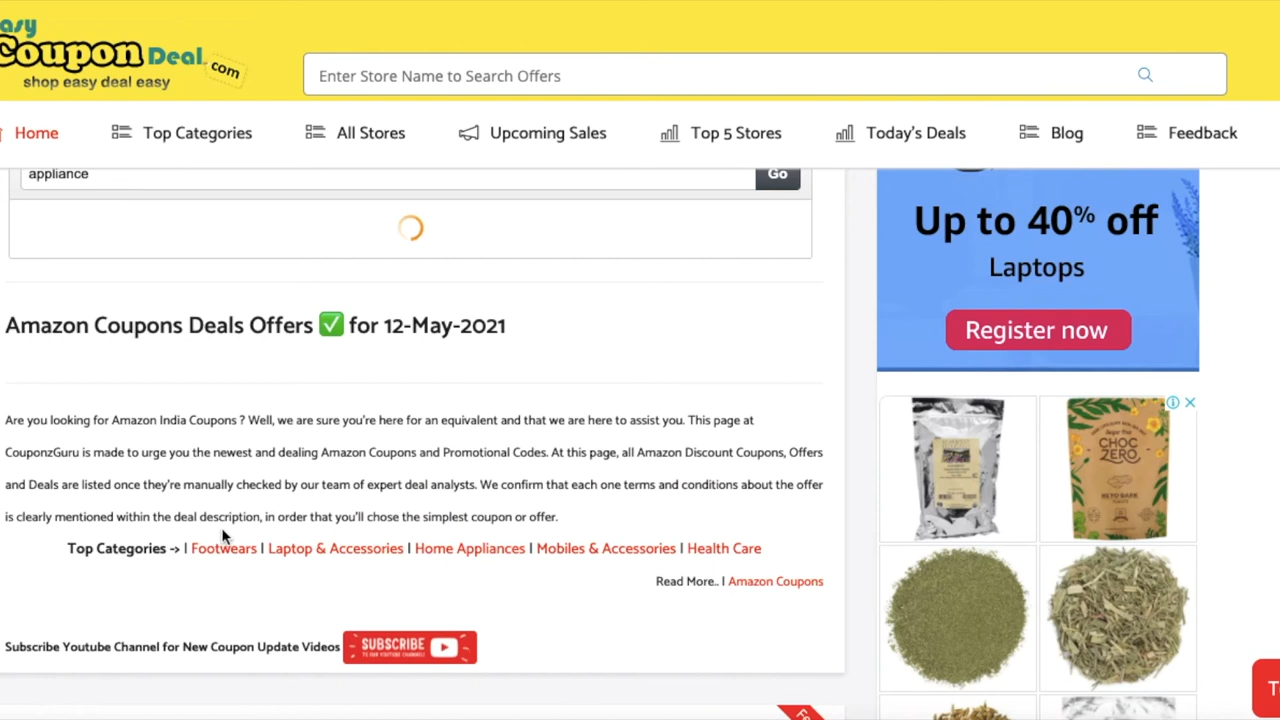 asy
Coupon Deal.com
shop easy deal easy
Enter Store Name to Search Offers
Home Top Categories All Stores Upcoming Sales Top 5 Stores Today's Deals Blog Feedback
appliance Go
Up to 40% off
Laptops
Register now
Amazon Coupons Deals Offers ✅ for 12-May-2021
Are you looking for Amazon India Coupons ? Well, we are sure you're here for an equivalent and that we are here to assist you. This page at
CouponzGuru is made to urge you the newest and dealing Amazon Coupons and Promotional Codes. At this page, all Amazon Discount Coupons, Offers
and Deals are listed once they're manually checked by our team of expert deal analysts. We confirm that each one terms and conditions about the offer
is clearly mentioned within the deal description, in order that you'll chose the simplest coupon or offer.
Top Categories -> | Footwears | Laptop & Accessories | Home Appliances | Mobiles & Accessories | Health Care
Read More.. | Amazon Coupons
Subscribe Youtube Channel for New Coupon Update Videos SUBSCRIBE
TO OUR YOUTUBE CHANNEL!
CHOC
ZERO
KETO BARK